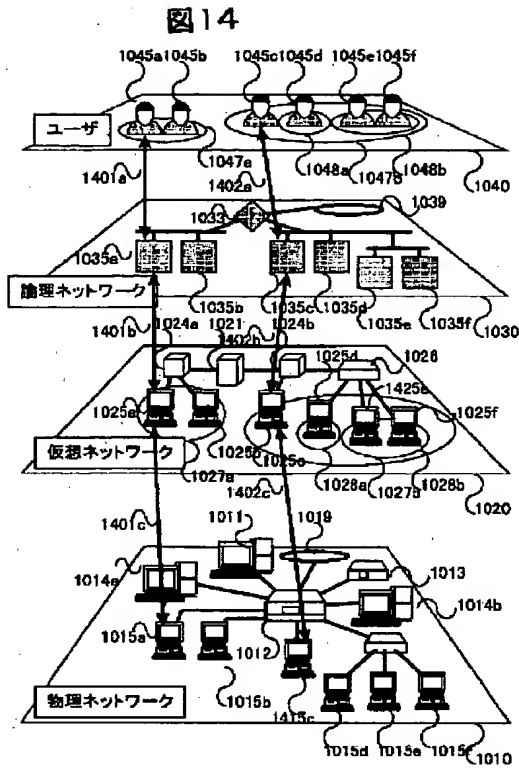 図14
1045a 1045b 1045c 1045d 1045e 1045f
ユーザ
1047a 1048a 1047b 1048b
1401a 1402a 1040
1033 1039
1035a
1035b 1035c 1035d 1035e 1035f
論理ネットワーク
1030
1401b 1024a 1021 1402b 1024b
1025d 1026
1425e
1025a 1025f
1025b 1025c
仮想ネットワーク
1027a 1028a 1027b 1028b
1402c 1020
1401c 1011 1019
1014a 1013
1014b
1015a 1012
1015b 1415c
物理ネットワーク
1015d 1015e 1015f
1010